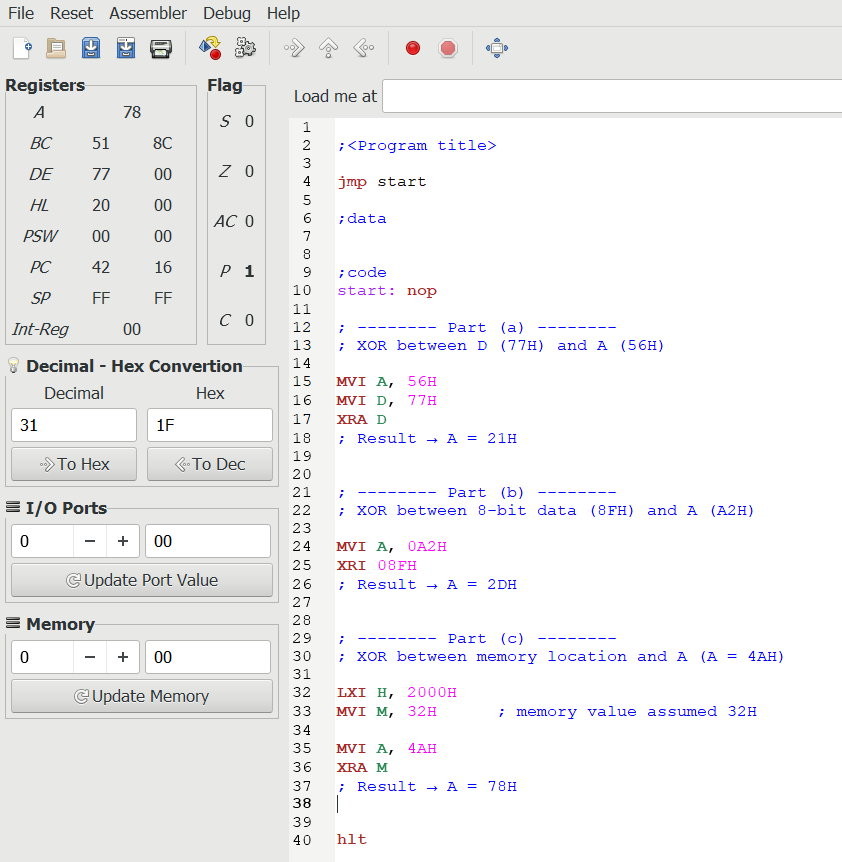 File Reset Assembler Debug Help
Registers
A 78
BC 51 8C
DE 77 00
HL 20 00
PSW 00 00
PC 42 16
SP FF FF
Int-Reg 00
Flag
S 0
Z 0
AC 0
P 1
C 0
Decimal - Hex Convertion
Decimal Hex
31 1F
To Hex To Dec
I/O Ports
0 − + 00
Update Port Value
Memory
0 − + 00
Update Memory
Load me at
1
2 ;<Program title>
3
4 jmp start
5
6 ;data
7
8
9 ;code
10 start: nop
11
12 ; -------- Part (a) --------
13 ; XOR between D (77H) and A (56H)
14
15 MVI A, 56H
16 MVI D, 77H
17 XRA D
18 ; Result → A = 21H
19
20
21 ; -------- Part (b) --------
22 ; XOR between 8-bit data (8FH) and A (A2H)
23
24 MVI A, 0A2H
25 XRI 08FH
26 ; Result → A = 2DH
27
28
29 ; -------- Part (c) --------
30 ; XOR between memory location and A (A = 4AH)
31
32 LXI H, 2000H
33 MVI M, 32H ; memory value assumed 32H
34
35 MVI A, 4AH
36 XRA M
37 ; Result → A = 78H
38
39
40 hlt